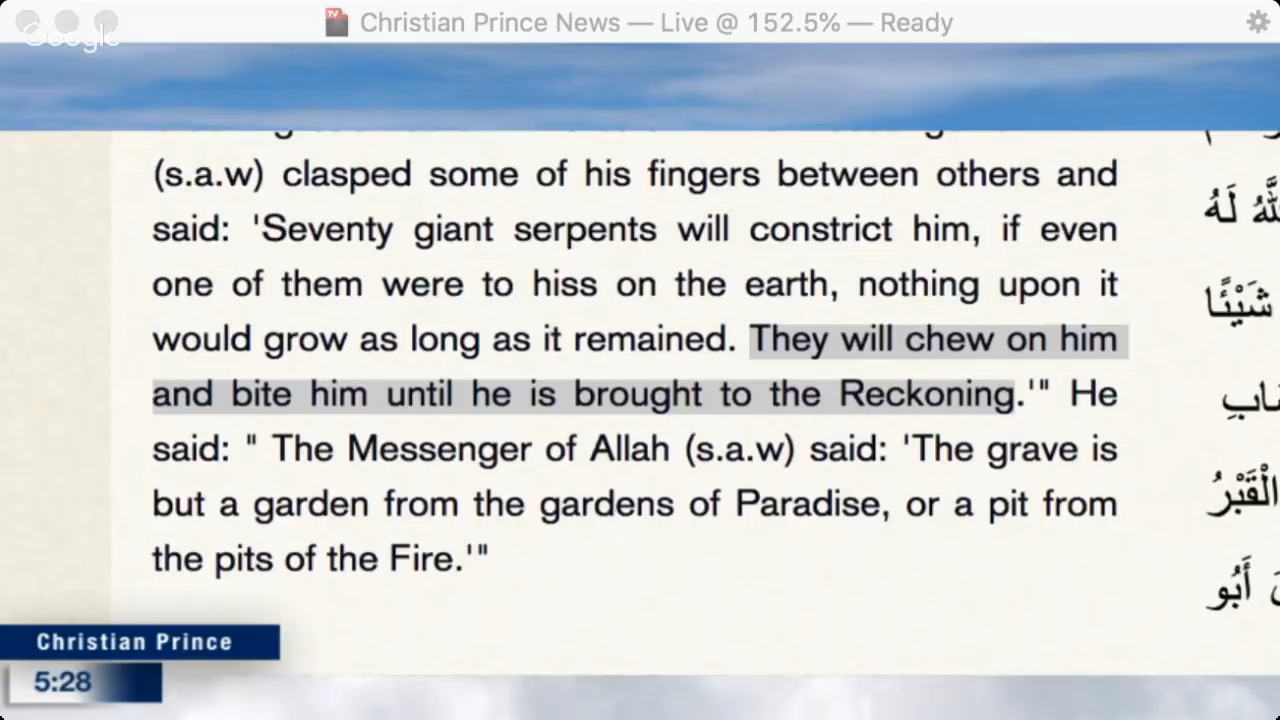 Christian Prince News — Live @ 152.5% — Ready
Google
(s.a.w) clasped some of his fingers between others and
said: 'Seventy giant serpents will constrict him, if even
one of them were to hiss on the earth, nothing upon it
would grow as long as it remained. They will chew on him
and bite him until he is brought to the Reckoning.'" He
said: " The Messenger of Allah (s.a.w) said: 'The grave is
but a garden from the gardens of Paradise, or a pit from
the pits of the Fire.'"
لَهُ
شَيْئًا
الْقَبْرُ
أَبُو
Christian Prince
5:28